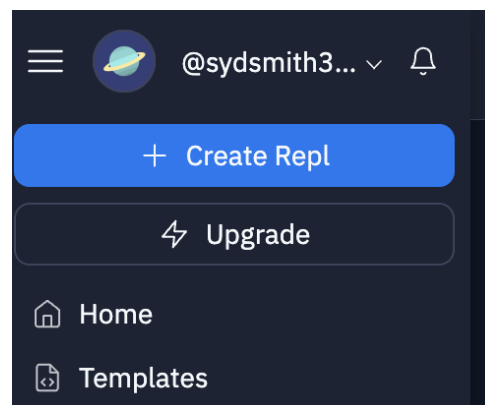 @sydsmith3...
+ Create Repl
Upgrade
Home
Templates